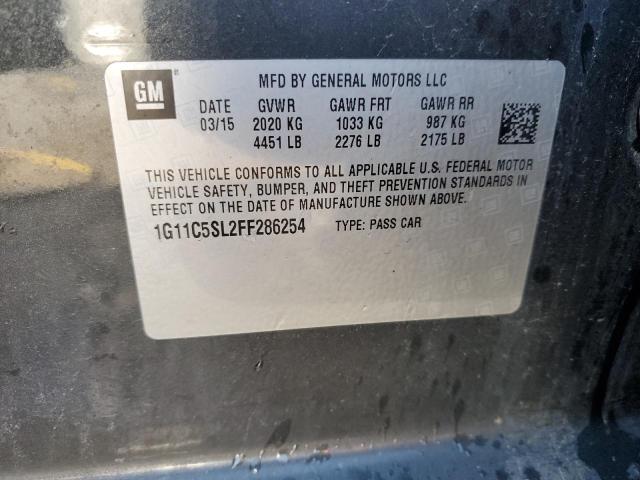 GM
MFD BY GENERAL MOTORS LLC
DATE GVWR GAWR FRT GAWR RR
03/15 2020 KG 1033 KG 987 KG
4451 LB 2276 LB 2175 LB
THIS VEHICLE CONFORMS TO ALL APPLICABLE U.S. FEDERAL MOTOR
VEHICLE SAFETY, BUMPER, AND THEFT PREVENTION STANDARDS IN
EFFECT ON THE DATE OF MANUFACTURE SHOWN ABOVE.
1G11C5SL2FF286254 TYPE: PASS CAR